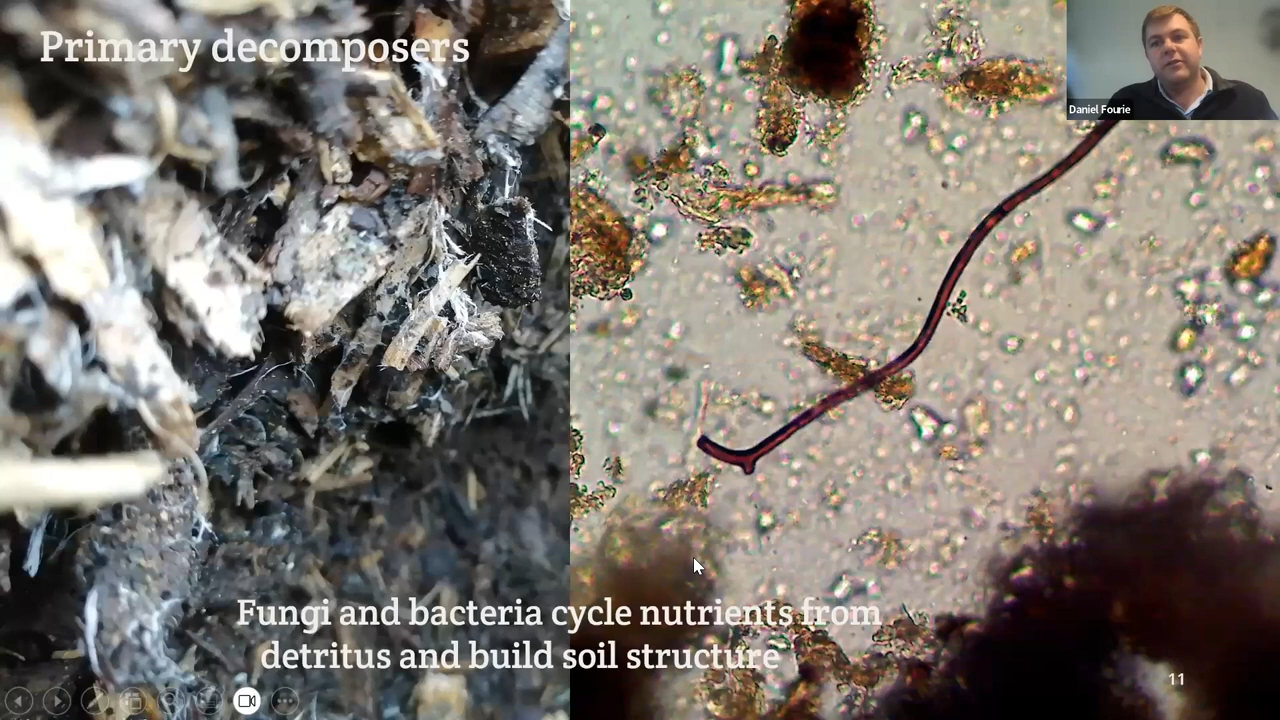 Primary decomposers
Daniel Fourie
Fungi and bacteria cycle nutrients from
detritus and build soil structure
11